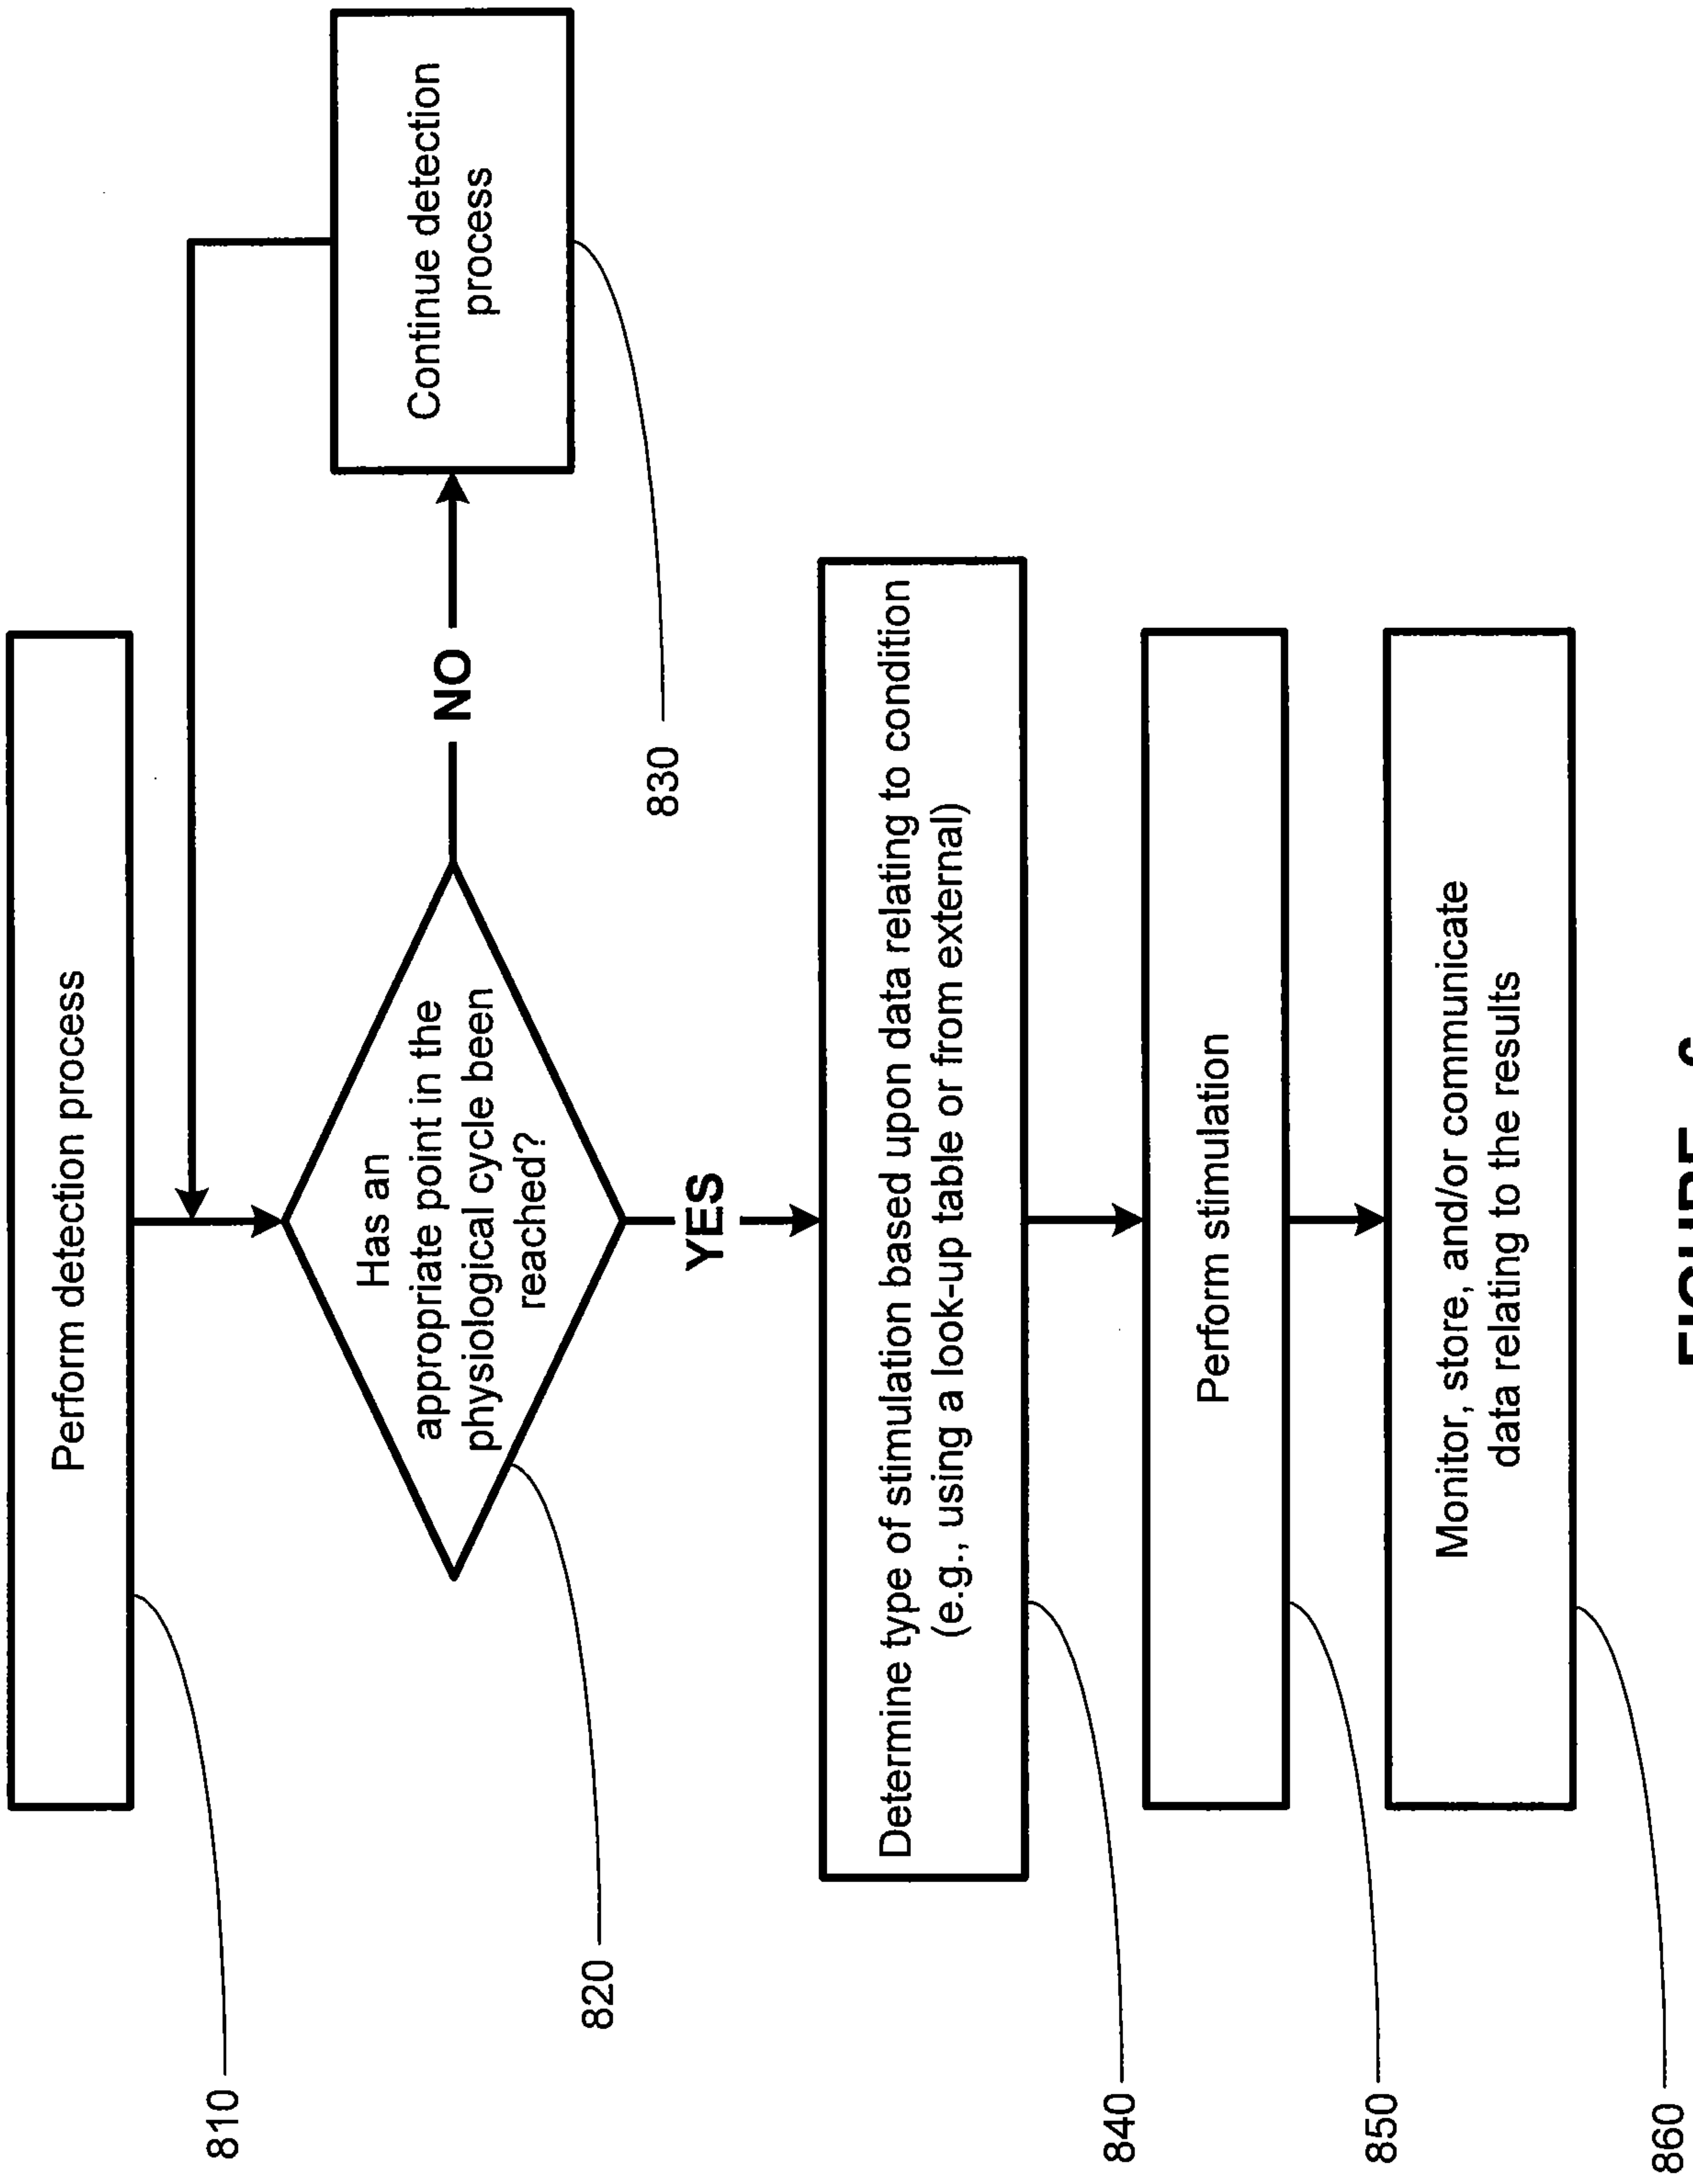 Perform detection process
810
Has an
appropriate point in the
physiological cycle been
reached?
820
NO
Continue detection
process
830
YES
Determine type of stimulation based upon data relating to condition
(e.g., using a look-up table or from external)
840
Perform stimulation
850
Monitor, store, and/or communicate
data relating to the results
860
FIGURE